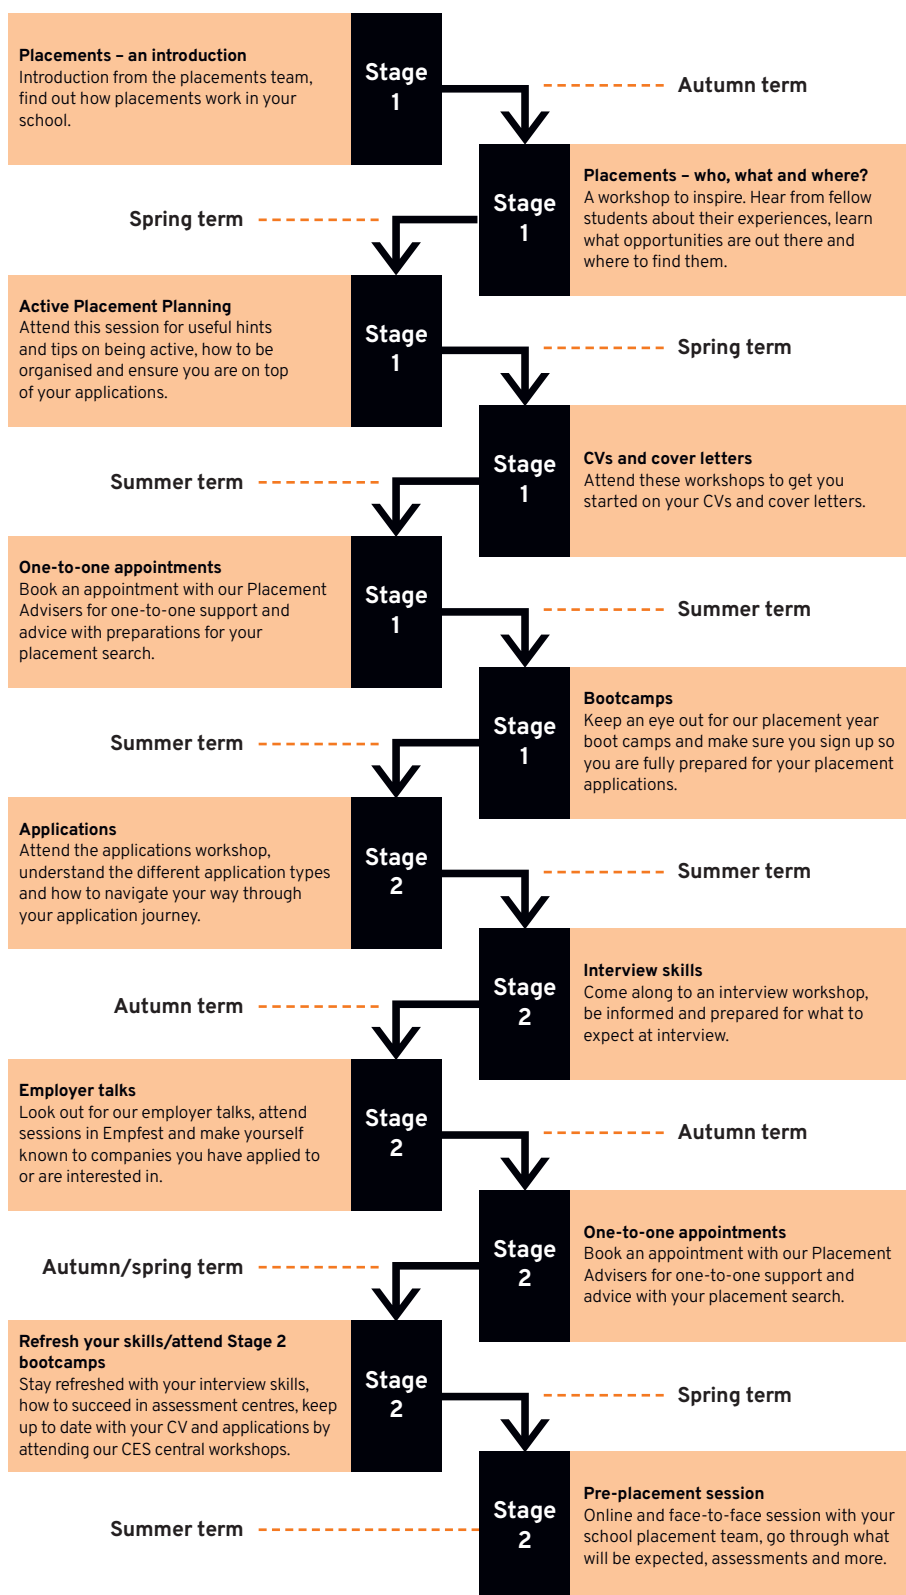 Placements – an introduction
Introduction from the placements team,
find out how placements work in your
school.
Stage
1
Autumn term
Placements – who, what and where?
A workshop to inspire. Hear from fellow
students about their experiences, learn
what opportunities are out there and
where to find them.
Stage
1
Spring term
Active Placement Planning
Attend this session for useful hints
and tips on being active, how to be
organised and ensure you are on top
of your applications.
Stage
1
Spring term
CVs and cover letters
Attend these workshops to get you
started on your CVs and cover letters.
Stage
1
Summer term
One-to-one appointments
Book an appointment with our Placement
Advisers for one-to-one support and
advice with preparations for your
placement search.
Stage
1
Summer term
Bootcamps
Keep an eye out for our placement year
boot camps and make sure you sign up so
you are fully prepared for your placement
applications.
Stage
1
Summer term
Applications
Attend the applications workshop,
understand the different application types
and how to navigate your way through
your application journey.
Stage
2
Summer term
Interview skills
Come along to an interview workshop,
be informed and prepared for what to
expect at interview.
Stage
2
Autumn term
Employer talks
Look out for our employer talks, attend
sessions in Empfest and make yourself
known to companies you have applied to
or are interested in.
Stage
2
Autumn term
One-to-one appointments
Book an appointment with our Placement
Advisers for one-to-one support and
advice with your placement search.
Stage
2
Autumn/spring term
Refresh your skills/attend Stage 2
bootcamps
Stay refreshed with your interview skills,
how to succeed in assessment centres, keep
up to date with your CV and applications by
attending our CES central workshops.
Stage
2
Spring term
Pre-placement session
Online and face-to-face session with your
school placement team, go through what
will be expected, assessments and more.
Stage
2
Summer term